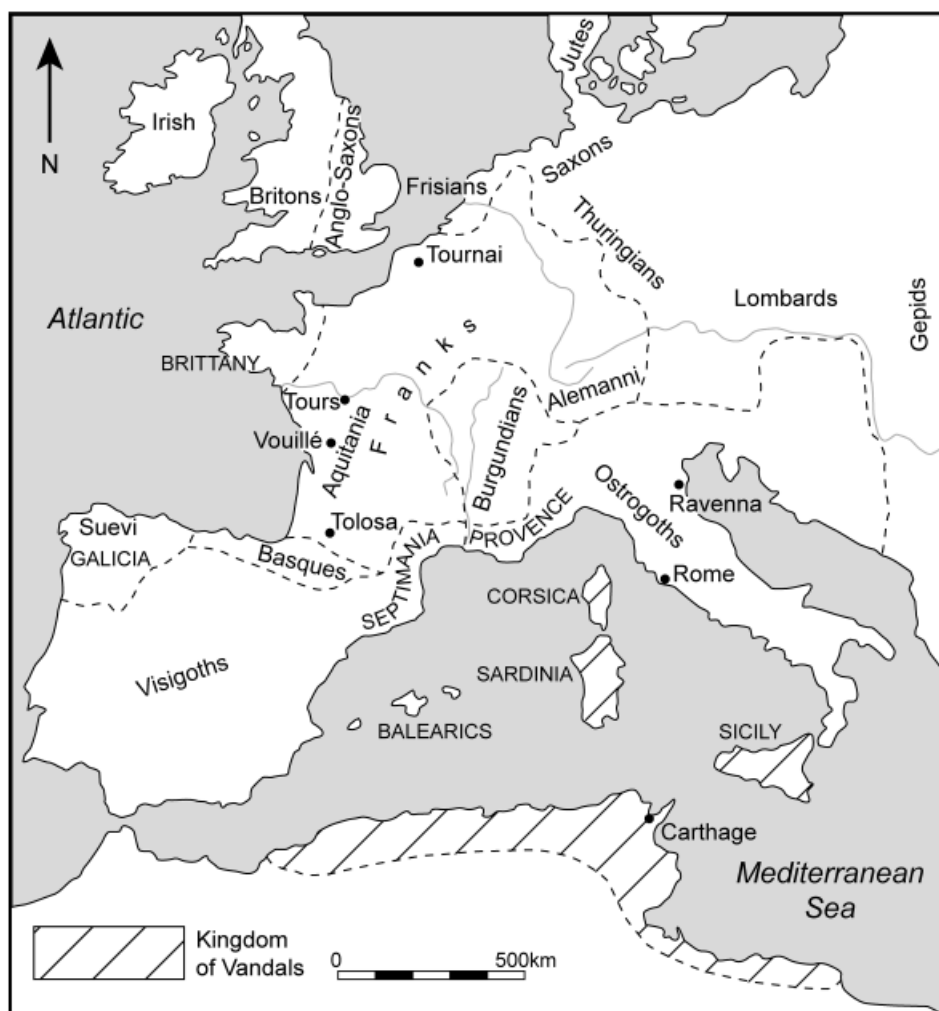 Jutes
Irish
N
Saxons
Anglo-Saxons
Frisians
Britons
Thuringians
Tournai
Lombards
Gepids
Atlantic
Franks
BRITTANY
Alemanni
Tours
Burgundians
Aquitania
Vouillé
Ostrogoths
Ravenna
Tolosa
Suevi
PROVENCE
GALICIA
Basques
SEPTIMANIA
Rome
CORSICA
SARDINIA
Visigoths
BALEARICS
SICILY
Carthage
Mediterranean
Sea
Kingdom
of Vandals
0
500km